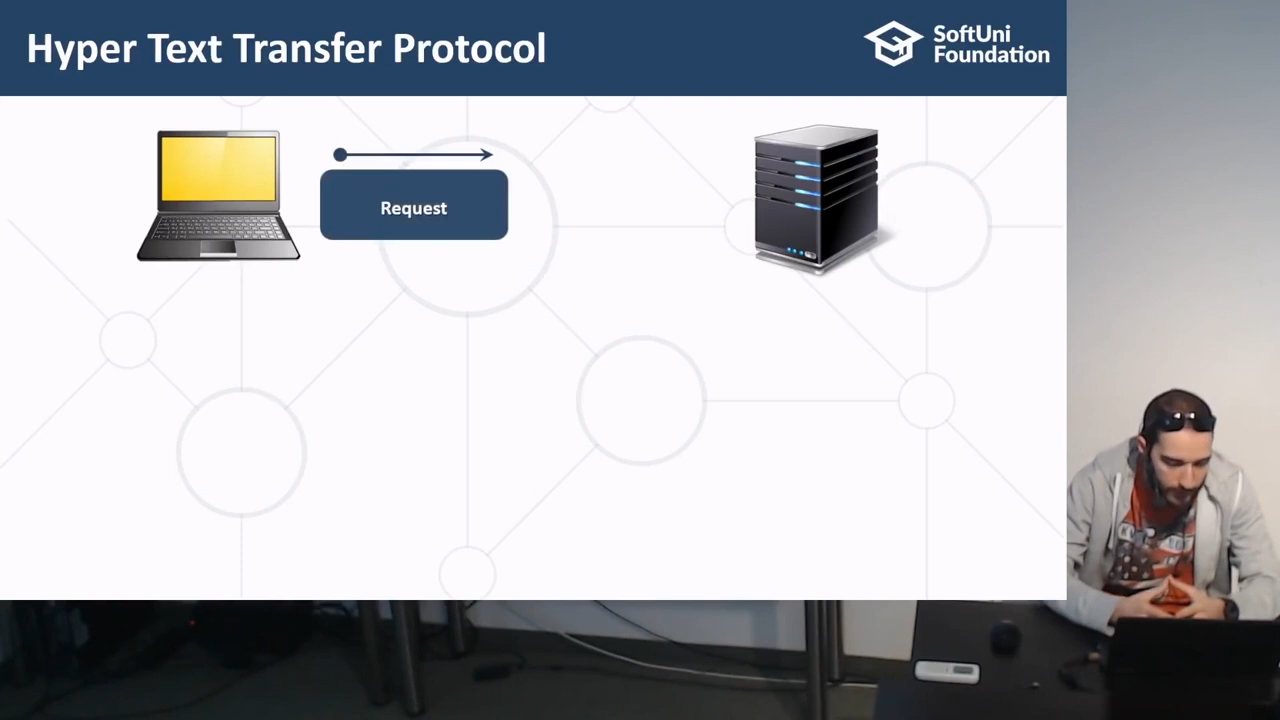 Hyper Text Transfer Protocol
SoftUni
Foundation
Request